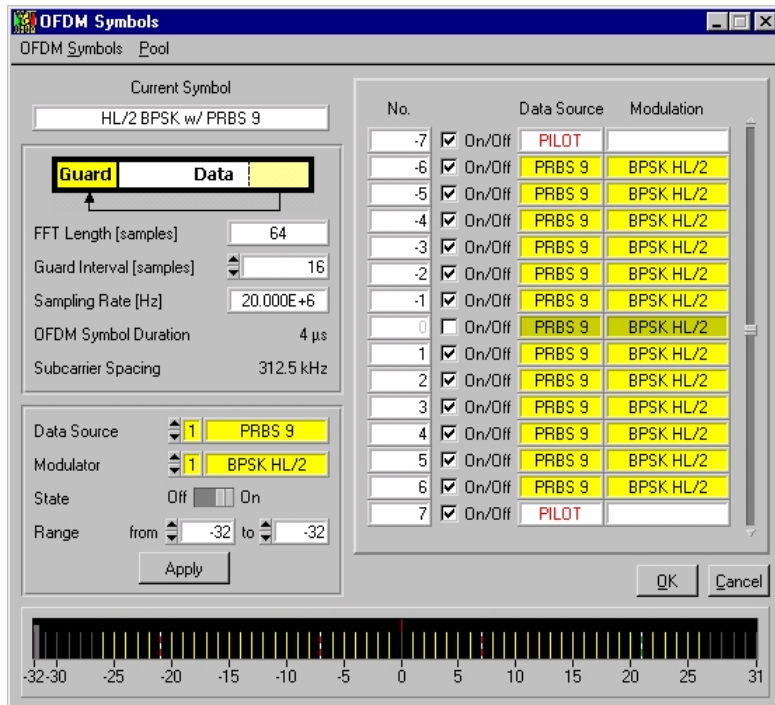 OFDM Symbols
OFDM Symbols Pool
Current Symbol
HL/2 BPSK w/ PRBS 9
Guard Data
FFT Length [samples] 64
Guard Interval [samples] 16
Sampling Rate [Hz] 20.000E+6
OFDM Symbol Duration 4 µs
Subcarrier Spacing 312.5 kHz
Data Source 1 PRBS 9
Modulator 1 BPSK HL/2
State Off On
Range from -32 to -32
Apply
No. Data Source Modulation
-7 On/Off PILOT
-6 On/Off PRBS 9 BPSK HL/2
-5 On/Off PRBS 9 BPSK HL/2
-4 On/Off PRBS 9 BPSK HL/2
-3 On/Off PRBS 9 BPSK HL/2
-2 On/Off PRBS 9 BPSK HL/2
-1 On/Off PRBS 9 BPSK HL/2
0 On/Off PRBS 9 BPSK HL/2
1 On/Off PRBS 9 BPSK HL/2
2 On/Off PRBS 9 BPSK HL/2
3 On/Off PRBS 9 BPSK HL/2
4 On/Off PRBS 9 BPSK HL/2
5 On/Off PRBS 9 BPSK HL/2
6 On/Off PRBS 9 BPSK HL/2
7 On/Off PILOT
OK Cancel
-32 -30 -25 -20 -15 -10 -5 0 5 10 15 20 25 31